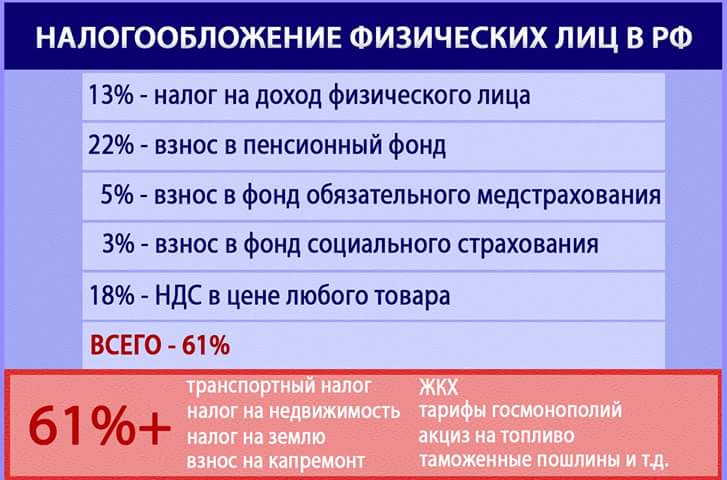 НАЛОГООБЛОЖЕНИЕ ФИЗИЧЕСКИХ ЛИЦ В РФ
13% - налог на доход физического лица
22% - взнос в пенсионный фонд
5% - взнос в фонд обязательного медстрахования
3% - взнос в фонд социального страхования
18% - НДС в цене любого товара
ВСЕГО - 61%
61%+
транспортный налог
налог на недвижимость
налог на землю
взнос на капремонт
ЖКХ
тарифы госмонополий
акциз на топливо
таможенные пошлины и т.д.